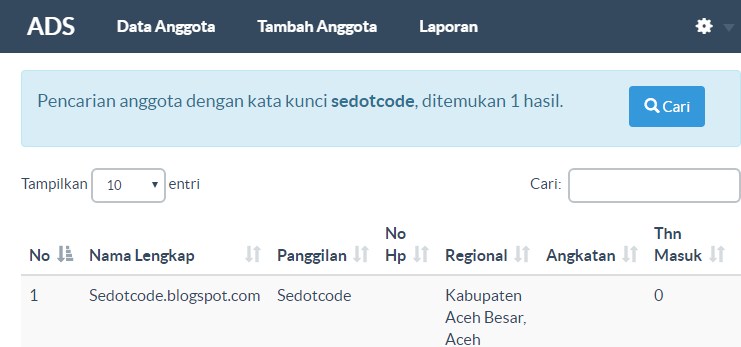 ADS Data Anggota Tambah Anggota Laporan
Pencarian anggota dengan kata kunci sedotcode, ditemukan 1 hasil. Cari
Tampilkan 10 entri Cari:
No Nama Lengkap Panggilan No Hp Regional Angkatan Thn Masuk
1 Sedotcode.blogspot.com Sedotcode Kabupaten 0
Aceh Besar,
Aceh